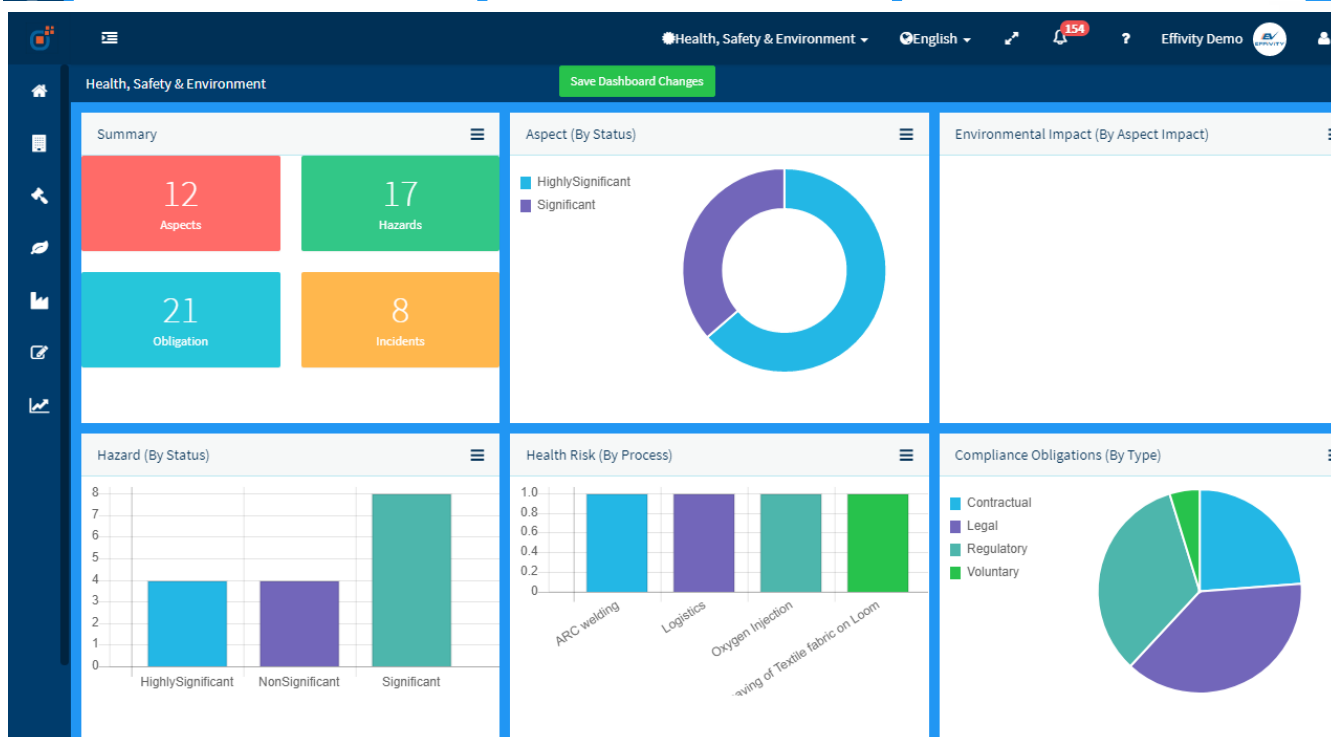 Health, Safety & Environment
English
154
?
Effivity Demo
EFFIVITY
Health, Safety & Environment
Save Dashboard Changes
Summary
12
Aspects
17
Hazards
21
Obligation
8
Incidents
Aspect (By Status)
HighlySignificant
Significant
Environmental Impact (By Aspect Impact)
Hazard (By Status)
8
7
6
5
4
3
2
1
0
HighlySignificant NonSignificant Significant
Health Risk (By Process)
1.0
0.8
0.6
0.4
0.2
0
ARC welding
Logistics
Oxygen Injection
aving of Textile fabric on Loom
Compliance Obligations (By Type)
Contractual
Legal
Regulatory
Voluntary